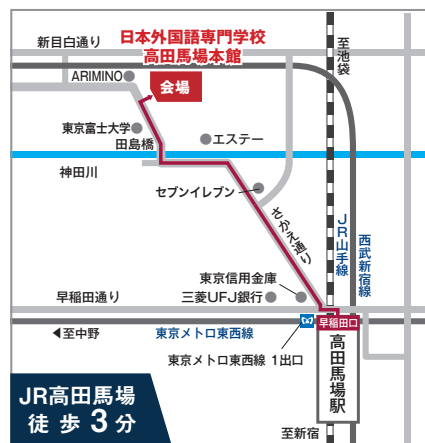 日本外国語専門学校
高田馬場本館
新目白通り
至池袋
ARIMINO
会場
東京富士大学
田島橋
エステー
神田川
セブンイレブン
さかえ通り
JR山手線
西武新宿線
東京信用金庫
三菱UFJ銀行
早稲田通り
早稲田口
◀至中野
東京メトロ東西線
東京メトロ東西線 1出口
高田馬場駅
JR高田馬場
徒歩3分
至新宿